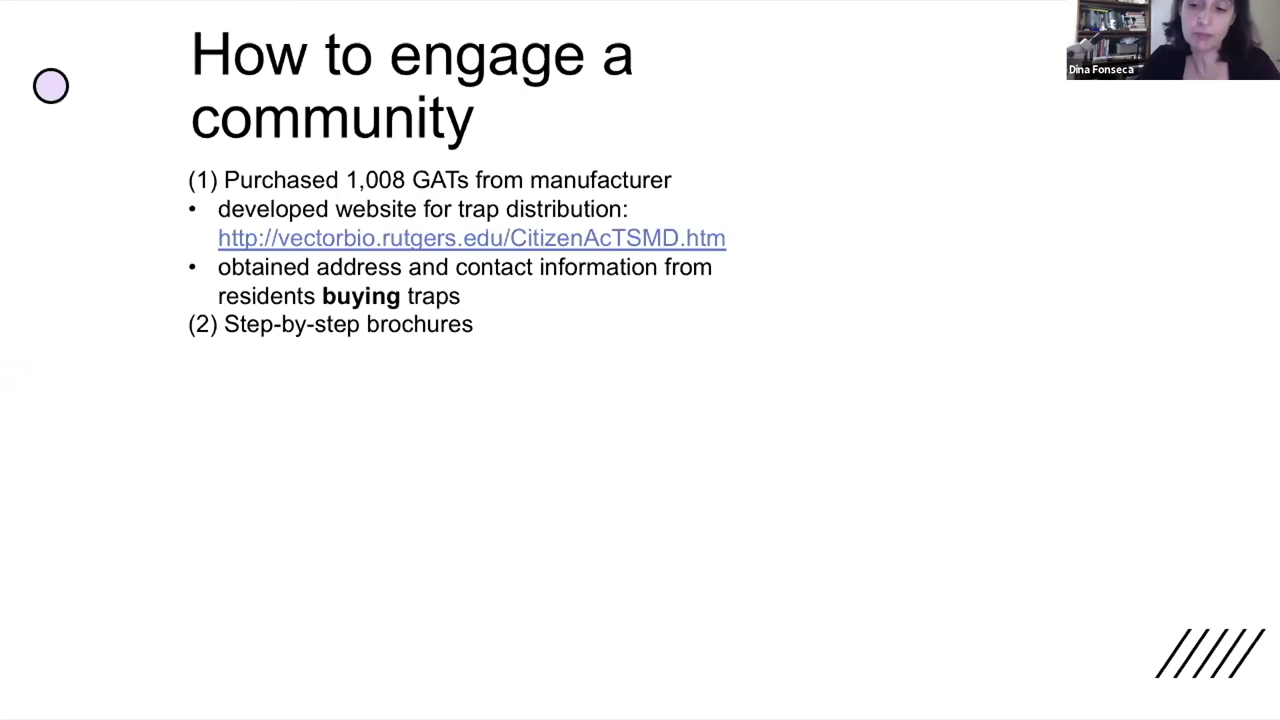 How to engage a
community
Dina Fonseca
(1) Purchased 1,008 GATs from manufacturer
• developed website for trap distribution:
http://vectorbio.rutgers.edu/CitizenAcTSMD.htm
• obtained address and contact information from
residents buying traps
(2) Step-by-step brochures